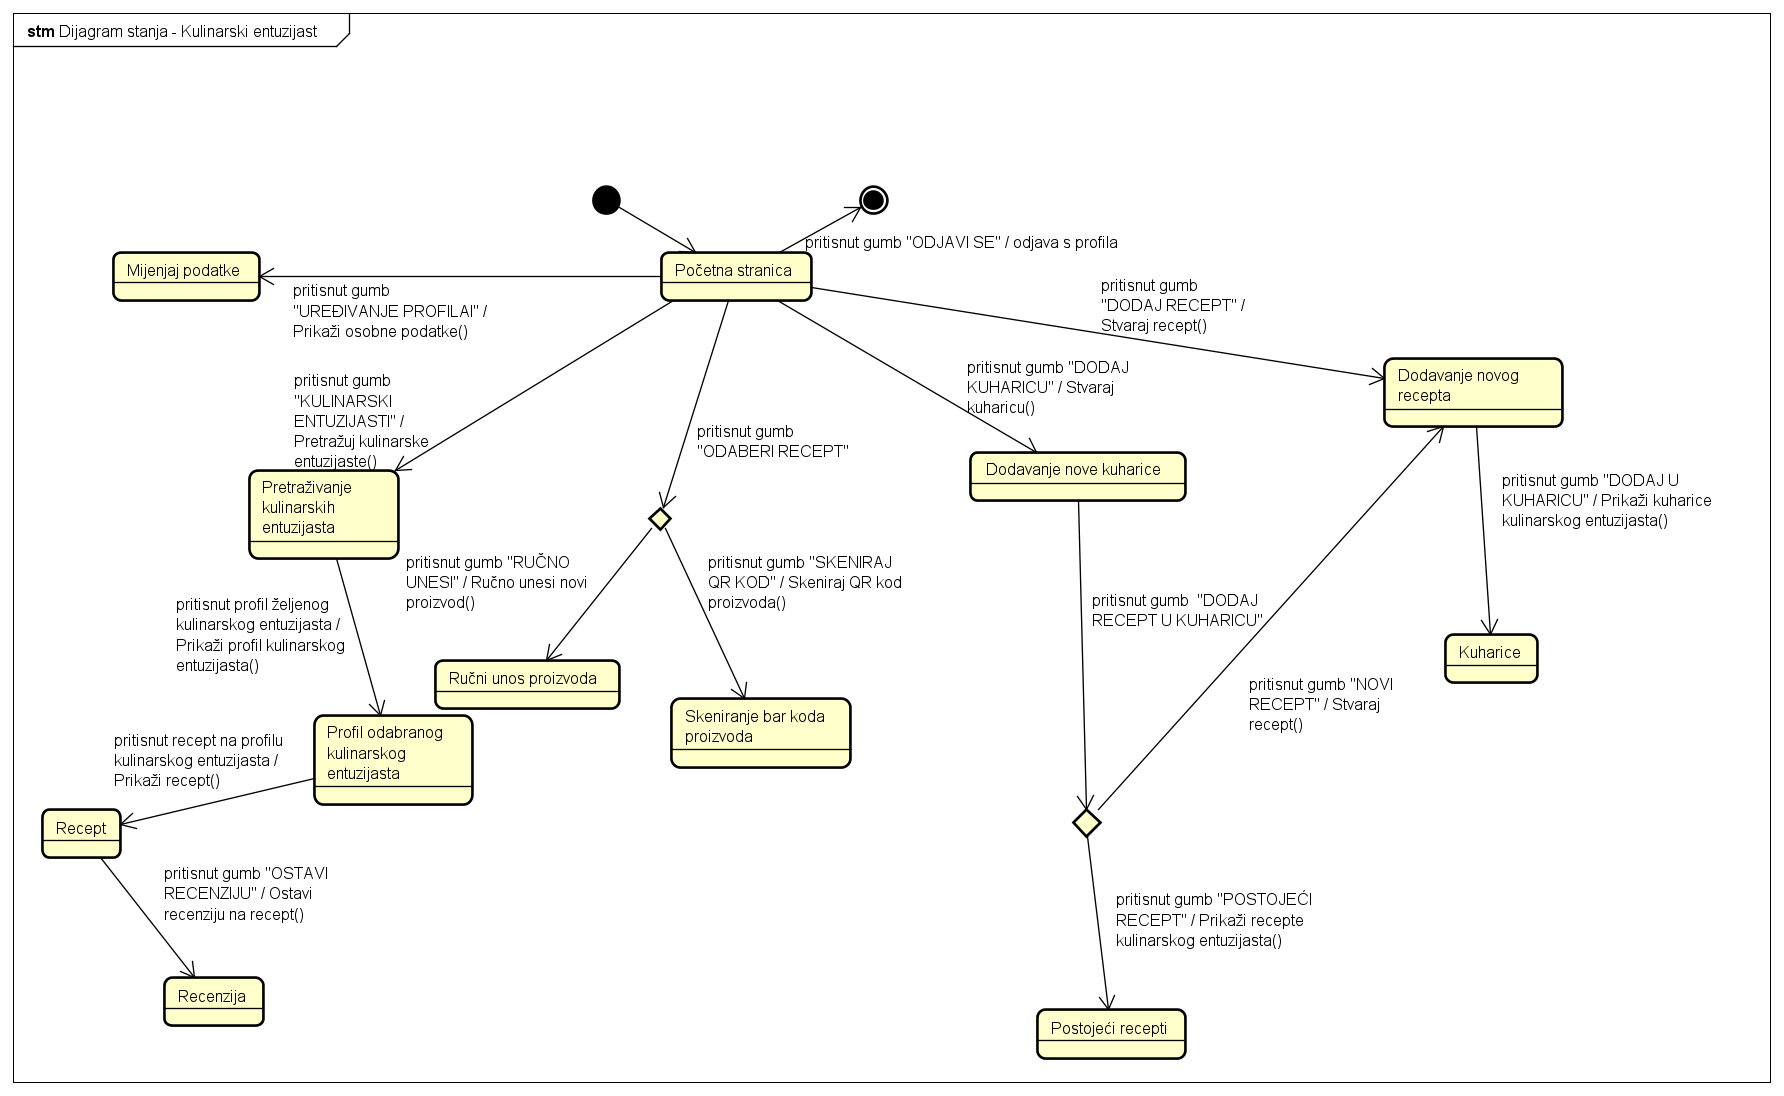 stm Dijagram stanja - Kulinarski entuzijast
pritisnut gumb "ODJAVI SE" / odjava s profila
Mijenjaj podatke
Početna stranica
pritisnut gumb
"UREĐIVANJE PROFILAI" /
Prikaži osobne podatke()
pritisnut gumb
"DODAJ RECEPT" /
Stvaraj recept()
pritisnut gumb
"KULINARSKI
ENTUZIJASTI" /
Pretražuj kulinarske
entuzijaste()
pritisnut gumb
"ODABERI RECEPT"
pritisnut gumb "DODAJ
KUHARICU" / Stvaraj
kuharicu()
Dodavanje novog
recepta
Pretraživanje
kulinarskih
entuzijasta
Dodavanje nove kuharice
pritisnut gumb "DODAJ U
KUHARICU" / Prikaži kuharice
kulinarskog entuzijasta()
pritisnut gumb "RUČNO
UNESI" / Ručno unesi novi
proizvod()
pritisnut gumb "SKENIRAJ
QR KOD" / Skeniraj QR kod
proizvoda()
pritisnut profil željenog
kulinarskog entuzijasta /
Prikaži profil kulinarskog
entuzijasta()
pritisnut gumb  "DODAJ
RECEPT U KUHARICU"
Ručni unos proizvoda
Skeniranje bar koda
proizvoda
Kuharice
pritisnut gumb "NOVI
RECEPT" / Stvaraj
recept()
Profil odabranog
kulinarskog
entuzijasta
pritisnut recept na profilu
kulinarskog entuzijasta /
Prikaži recept()
Recept
pritisnut gumb "OSTAVI
RECENZIJU" / Ostavi
recenziju na recept()
pritisnut gumb "POSTOJEĆI
RECEPT" / Prikaži recepte
kulinarskog entuzijasta()
Recenzija
Postojeći recepti